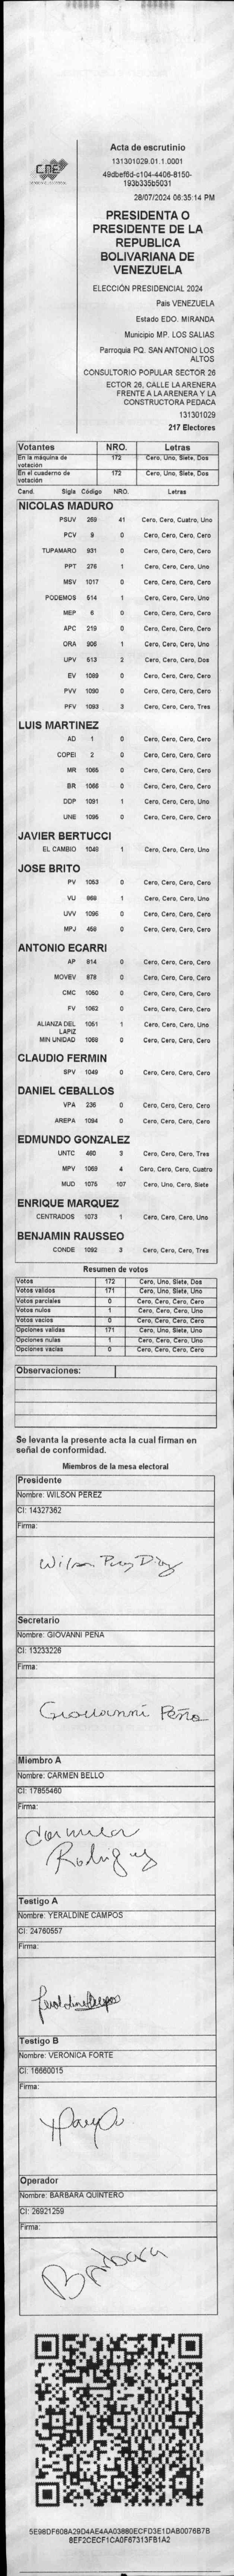 CNE
Acta de escrutinio
131301029.01.1.0001
28/07/2024 06:35:14 PM
PRESIDENTA O
PRESIDENTE DE LA
REPUBLICA
BOLIVARIANA DE
VENEZUELA
ELECCIÓN PRESIDENCIAL 2024
Pais VENEZUELA
Estado EDO. MIRANDA
Municipio MP. LOS SALIAS
Parroquia PQ. SAN ANTONIO LOS
ALTOS
CONSULTORIO POPULAR SECTOR 26
ECTOR 26, CALLE LA ARENERA
FRENTE A LA ARENERA Y LA
CONSTRUCTORA PEDACA
131301029
217 Electores
Votantes NRO. Letras
En la máquina de votación 172 Cero, Uno, Siete, Dos
En el cuaderno de votación 172 Cero, Uno, Siete, Dos
Cand. Sigla Código NRO. Letras
NICOLAS MADURO
PSUV 269 41 Cero, Cero, Cuatro, Uno
PCV 9 0 Cero, Cero, Cero, Cero
TUPAMARO 931 0 Cero, Cero, Cero, Cero
PPT 276 1 Cero, Cero, Cero, Uno
MSV 1017 0 Cero, Cero, Cero, Cero
PODEMOS 514 1 Cero, Cero, Cero, Uno
MEP 6 0 Cero, Cero, Cero, Cero
APC 219 0 Cero, Cero, Cero, Cero
ORA 906 1 Cero, Cero, Cero, Uno
UPV 513 2 Cero, Cero, Cero, Dos
EV 1089 0 Cero, Cero, Cero, Cero
PVV 1090 0 Cero, Cero, Cero, Cero
PFV 1093 3 Cero, Cero, Cero, Tres
LUIS MARTINEZ
AD 1 0 Cero, Cero, Cero, Cero
COPEI 2 0 Cero, Cero, Cero, Cero
MR 1065 0 Cero, Cero, Cero, Cero
BR 1066 0 Cero, Cero, Cero, Cero
DDP 1091 1 Cero, Cero, Cero, Uno
UNE 1095 0 Cero, Cero, Cero, Cero
JAVIER BERTUCCI
EL CAMBIO 1048 1 Cero, Cero, Cero, Uno
JOSE BRITO
PV 1053 0 Cero, Cero, Cero, Cero
VU 868 1 Cero, Cero, Cero, Uno
UVV 1096 0 Cero, Cero, Cero, Cero
MPJ 458 0 Cero, Cero, Cero, Cero
ANTONIO ECARRI
AP 814 0 Cero, Cero, Cero, Cero
MOVEV 878 0 Cero, Cero, Cero, Cero
CMC 1050 0 Cero, Cero, Cero, Cero
FV 1062 0 Cero, Cero, Cero, Cero
ALIANZA DEL LAPIZ 1051 1 Cero, Cero, Cero, Uno
MIN UNIDAD 1068 0 Cero, Cero, Cero, Cero
CLAUDIO FERMIN
SPV 1049 0 Cero, Cero, Cero, Cero
DANIEL CEBALLOS
VPA 236 0 Cero, Cero, Cero, Cero
AREPA 1094 0 Cero, Cero, Cero, Cero
EDMUNDO GONZALEZ
UNTC 460 3 Cero, Cero, Cero, Tres
MPV 1069 4 Cero, Cero, Cero, Cuatro
MUD 1075 107 Cero, Uno, Cero, Siete
ENRIQUE MARQUEZ
CENTRADOS 1073 1 Cero, Cero, Cero, Uno
BENJAMIN RAUSSEO
CONDE 1092 3 Cero, Cero, Cero, Tres
Resumen de votos
Votos 172 Cero, Uno, Siete, Dos
Votos válidos 171 Cero, Uno, Siete, Uno
Votos parciales 0 Cero, Cero, Cero, Cero
Votos nulos 1 Cero, Cero, Cero, Uno
Votos vacíos 0 Cero, Cero, Cero, Cero
Opciones validas 171 Cero, Uno, Siete, Uno
Opciones nulas 1 Cero, Cero, Cero, Uno
Opciones vacías 0 Cero, Cero, Cero, Cero
Observaciones:
Se levanta la presente acta la cual firman en
señal de conformidad.
Miembros de la mesa electoral
Presidente
Nombre: WILSON PEREZ
CI: 14327362
Firma:
Secretario
Nombre: GIOVANNI PEÑA
CI: 13233226
Firma:
Giovanni Peña
Miembro A
Nombre: CARMEN BELLO
CI: 17855460
Firma:
Carmen
Rodriguez
Testigo A
Nombre: YERALDINE CAMPOS
CI: 24760557
Firma:
Testigo B
Nombre: VERONICA FORTE
CI: 16660015
Firma:
Operador
Nombre: BARBARA QUINTERO
CI: 26921259
Firma:
Barbara